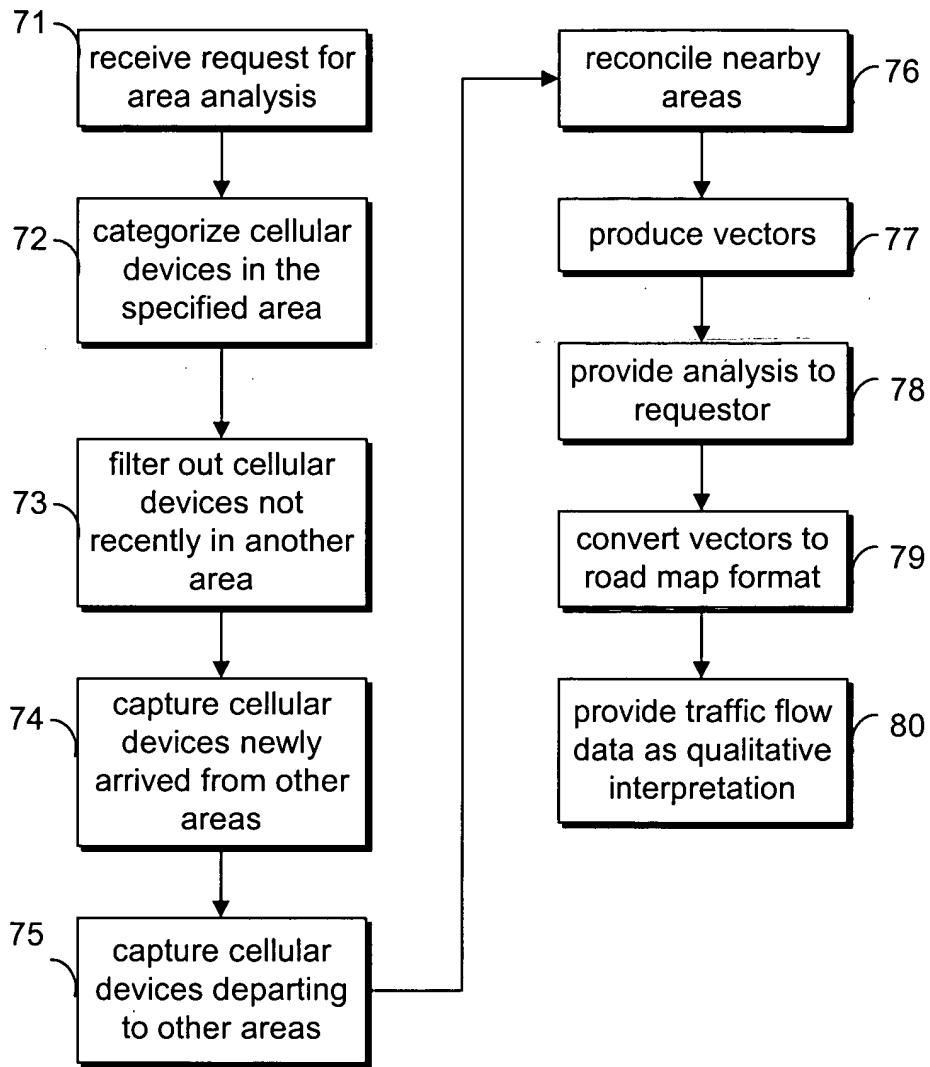 71
receive request for
area analysis
72
categorize cellular
devices in the
specified area
73
filter out cellular
devices not
recently in another
area
74
capture cellular
devices newly
arrived from other
areas
75
capture cellular
devices departing
to other areas
reconcile nearby
areas
76
produce vectors
77
provide analysis to
requestor
78
convert vectors to
road map format
79
provide traffic flow
data as qualitative
interpretation
80